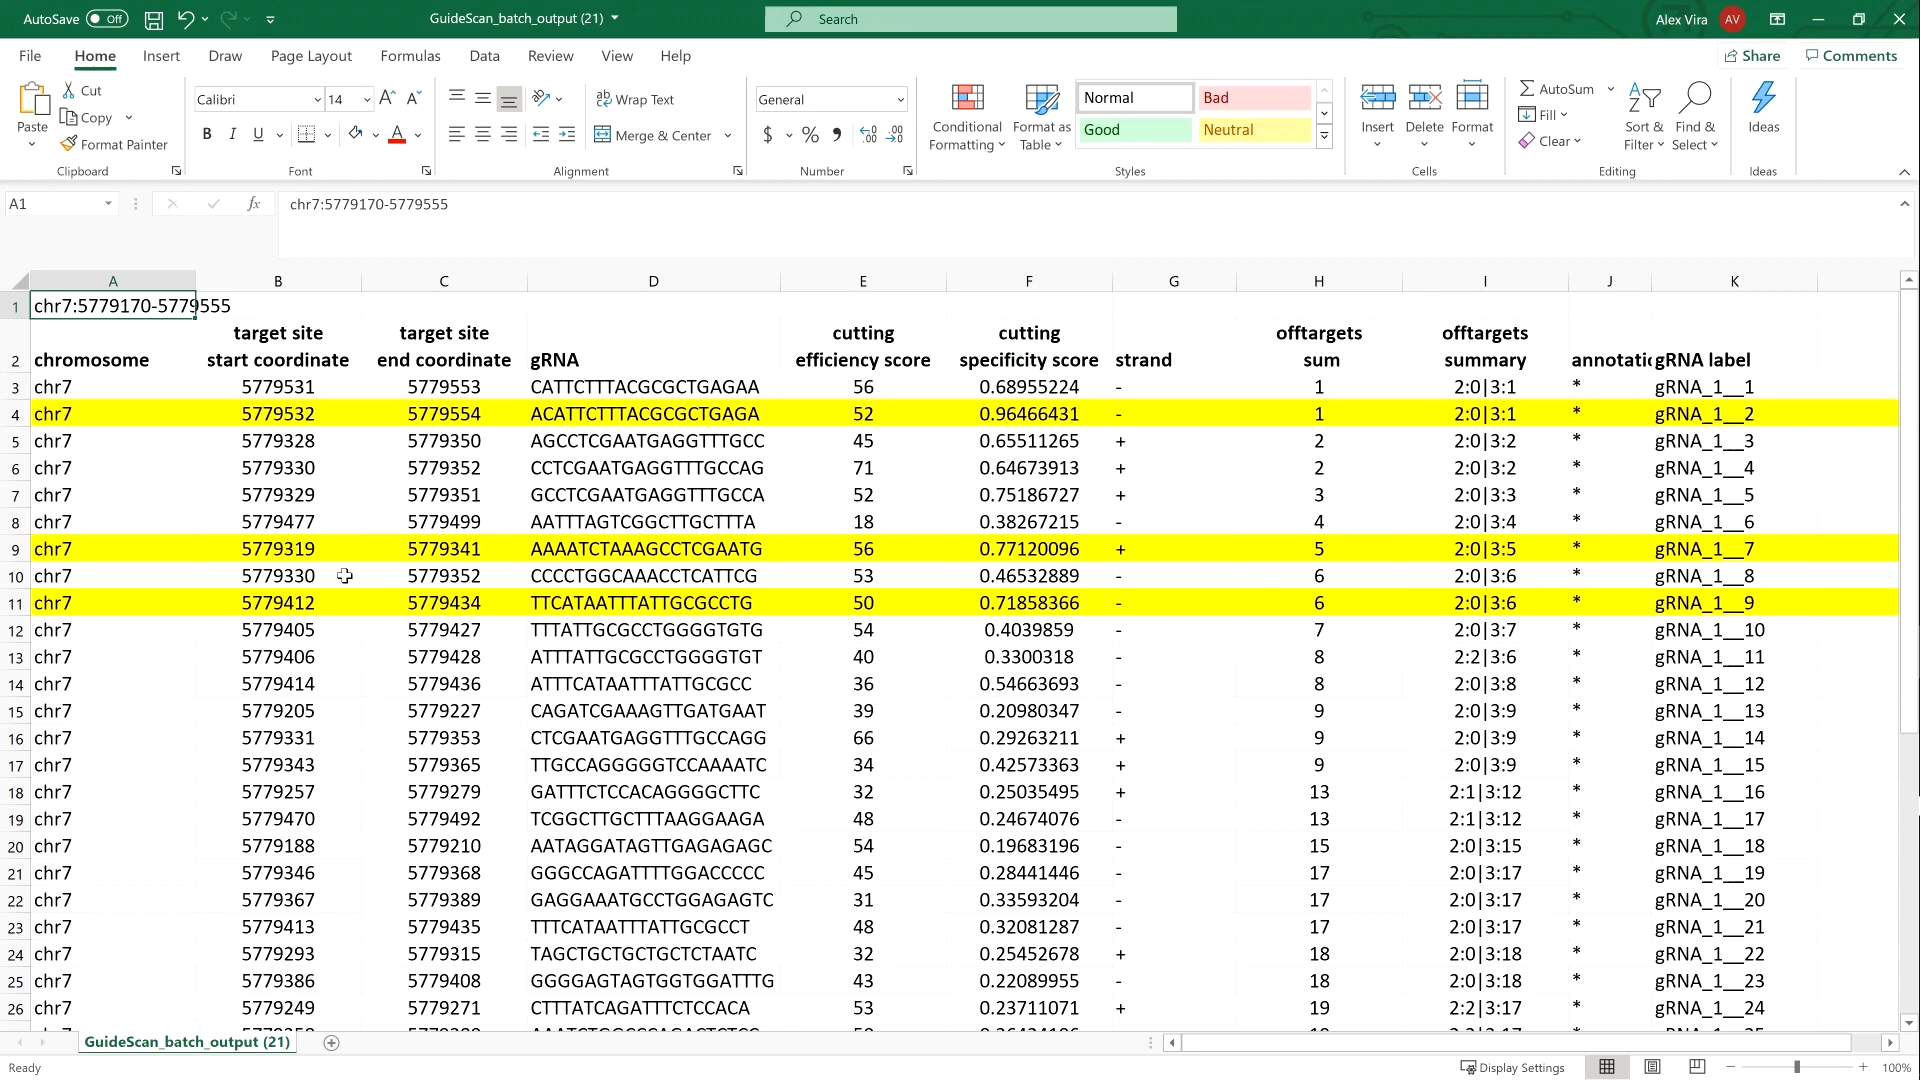 AutoSave Off GuideScan_batch_output (21) Search Alex Vira AV
File Home Insert Draw Page Layout Formulas Data Review View Help Share Comments
Paste Cut Copy Format Painter Clipboard
Calibri 14 B I U A Font
Wrap Text Merge & Center Alignment
General $ % Number
Conditional Formatting Format as Table Normal Bad Good Neutral Styles
Insert Delete Format Cells
AutoSum Fill Clear Sort & Filter Find & Select Editing
Ideas Ideas
A1 fx chr7:5779170-5779555
A B C D E F G H I J K
1 chr7:5779170-5779555
2 chromosome target site start coordinate target site end coordinate gRNA cutting efficiency score cutting specificity score strand offtargets sum offtargets summary annotatic gRNA label
3 chr7 5779531 5779553 CATTCTTTACGCGCTGAGAA 56 0.68955224 - 1 2:0|3:1 * gRNA_1__1
4 chr7 5779532 5779554 ACATTCTTTACGCGCTGAGA 52 0.96466431 - 1 2:0|3:1 * gRNA_1__2
5 chr7 5779328 5779350 AGCCTCGAATGAGGTTTGCC 45 0.65511265 + 2 2:0|3:2 * gRNA_1__3
6 chr7 5779330 5779352 CCTCGAATGAGGTTTGCCAG 71 0.64673913 + 2 2:0|3:2 * gRNA_1__4
7 chr7 5779329 5779351 GCCTCGAATGAGGTTTGCCA 52 0.75186727 + 3 2:0|3:3 * gRNA_1__5
8 chr7 5779477 5779499 AATTTAGTCGGCTTGCTTTA 18 0.38267215 - 4 2:0|3:4 * gRNA_1__6
9 chr7 5779319 5779341 AAAATCTAAAGCCTCGAATG 56 0.77120096 + 5 2:0|3:5 * gRNA_1__7
10 chr7 5779330 5779352 CCCCTGGCAAACCTCATTCG 53 0.46532889 - 6 2:0|3:6 * gRNA_1__8
11 chr7 5779412 5779434 TTCATAATTTATTGCGCCTG 50 0.71858366 - 6 2:0|3:6 * gRNA_1__9
12 chr7 5779405 5779427 TTTATTGCGCCTGGGGTGTG 54 0.4039859 - 7 2:0|3:7 * gRNA_1__10
13 chr7 5779406 5779428 ATTTATTGCGCCTGGGGTGT 40 0.3300318 - 8 2:2|3:6 * gRNA_1__11
14 chr7 5779414 5779436 ATTTCATAATTTATTGCGCC 36 0.54663693 - 8 2:0|3:8 * gRNA_1__12
15 chr7 5779205 5779227 CAGATCGAAAGTTGATGAAT 39 0.20980347 - 9 2:0|3:9 * gRNA_1__13
16 chr7 5779331 5779353 CTCGAATGAGGTTTGCCAGG 66 0.29263211 + 9 2:0|3:9 * gRNA_1__14
17 chr7 5779343 5779365 TTGCCAGGGGGTCCAAAATC 34 0.42573363 + 9 2:0|3:9 * gRNA_1__15
18 chr7 5779257 5779279 GATTTCTCCACAGGGGCTTC 32 0.25035495 + 13 2:1|3:12 * gRNA_1__16
19 chr7 5779470 5779492 TCGGCTTGCTTTAAGGAAGA 48 0.24674076 - 13 2:1|3:12 * gRNA_1__17
20 chr7 5779188 5779210 AATAGGATAGTTGAGAGAGC 54 0.19683196 - 15 2:0|3:15 * gRNA_1__18
21 chr7 5779346 5779368 GGGCCAGATTTTGGACCCCC 45 0.28441446 - 17 2:0|3:17 * gRNA_1__19
22 chr7 5779367 5779389 GAGGAAATGCCTGGAGAGTC 31 0.33593204 - 17 2:0|3:17 * gRNA_1__20
23 chr7 5779413 5779435 TTTCATAATTTATTGCGCCT 48 0.32081287 - 17 2:0|3:17 * gRNA_1__21
24 chr7 5779293 5779315 TAGCTGCTGCTGCTCTAATC 32 0.25452678 + 18 2:0|3:18 * gRNA_1__22
25 chr7 5779386 5779408 GGGGAGTAGTGGTGGATTTG 43 0.22089955 - 18 2:0|3:18 * gRNA_1__23
26 chr7 5779249 5779271 CTTTATCAGATTTCTCCACA 53 0.23711071 + 19 2:2|3:17 * gRNA_1__24
GuideScan_batch_output (21)
Ready Display Settings 100%